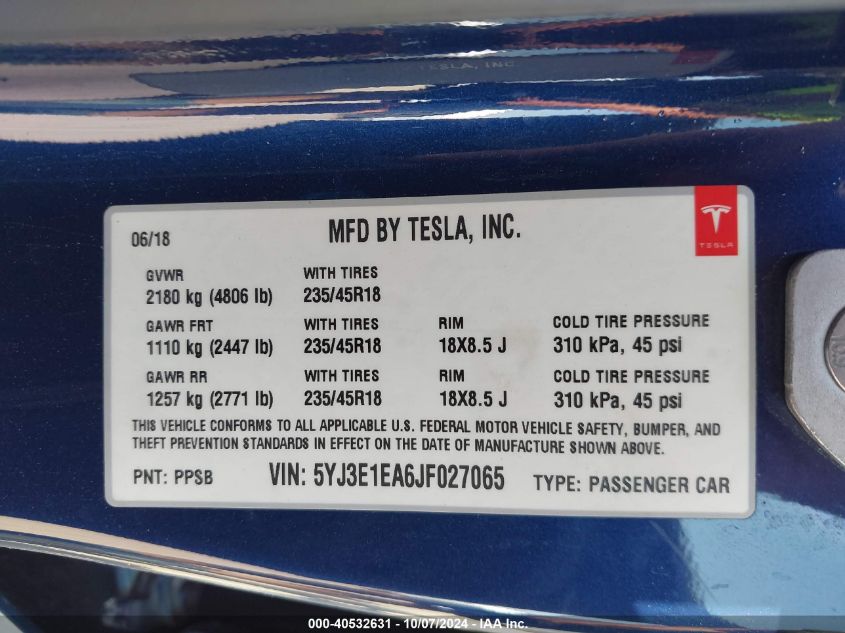 TESLA, INC
06/18 MFD BY TESLA, INC.
TESLA
GVWR WITH TIRES
2180 kg (4806 lb) 235/45R18
GAWR FRT WITH TIRES RIM COLD TIRE PRESSURE
1110 kg (2447 lb) 235/45R18 18X8.5 J 310 kPa, 45 psi
GAWR RR WITH TIRES RIM COLD TIRE PRESSURE
1257 kg (2771 lb) 235/45R18 18X8.5 J 310 kPa, 45 psi
THIS VEHICLE CONFORMS TO ALL APPLICABLE U.S. FEDERAL MOTOR VEHICLE SAFETY, BUMPER, AND
THEFT PREVENTION STANDARDS IN EFFECT ON THE DATE OF MANUFACTURE SHOWN ABOVE.
PNT: PPSB VIN: 5YJ3E1EA6JF027065 TYPE: PASSENGER CAR
000-40532631 - 10/07/2024 - IAA Inc.